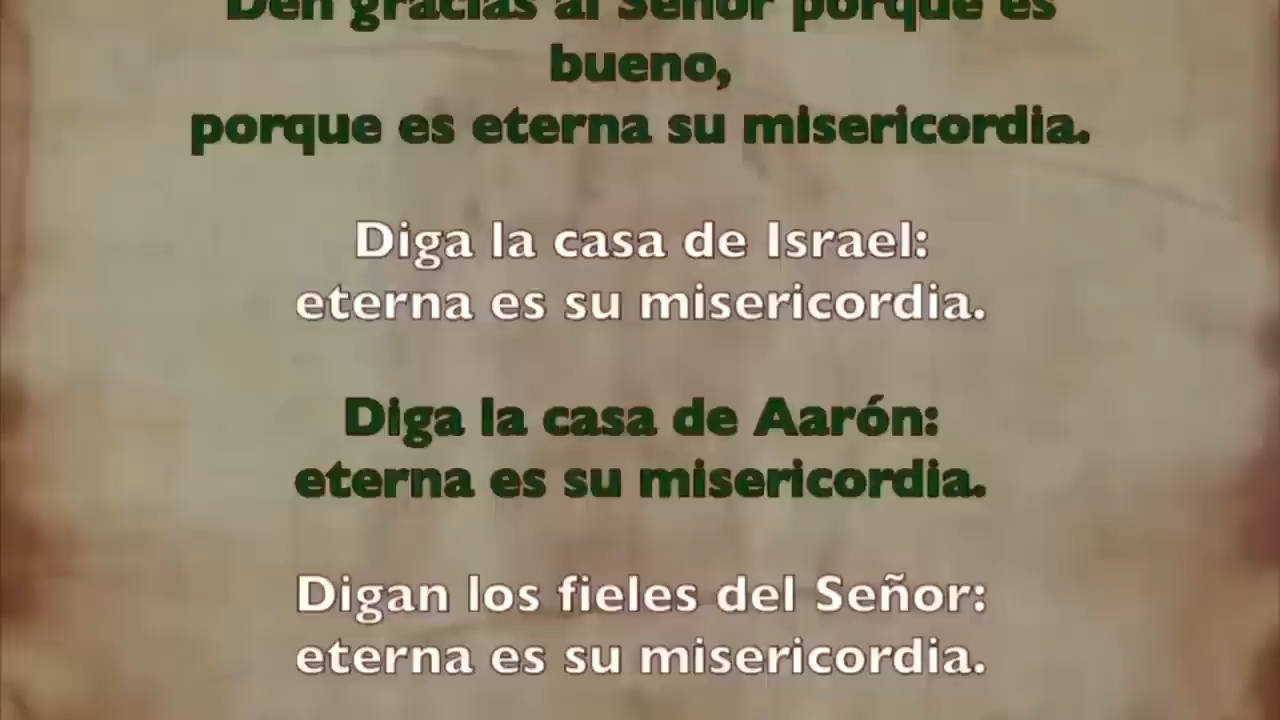 Den gracias al Señor porque es
bueno,
porque es eterna su misericordia.
Diga la casa de Israel:
eterna es su misericordia.
Diga la casa de Aarón:
eterna es su misericordia.
Digan los fieles del Señor:
eterna es su misericordia.